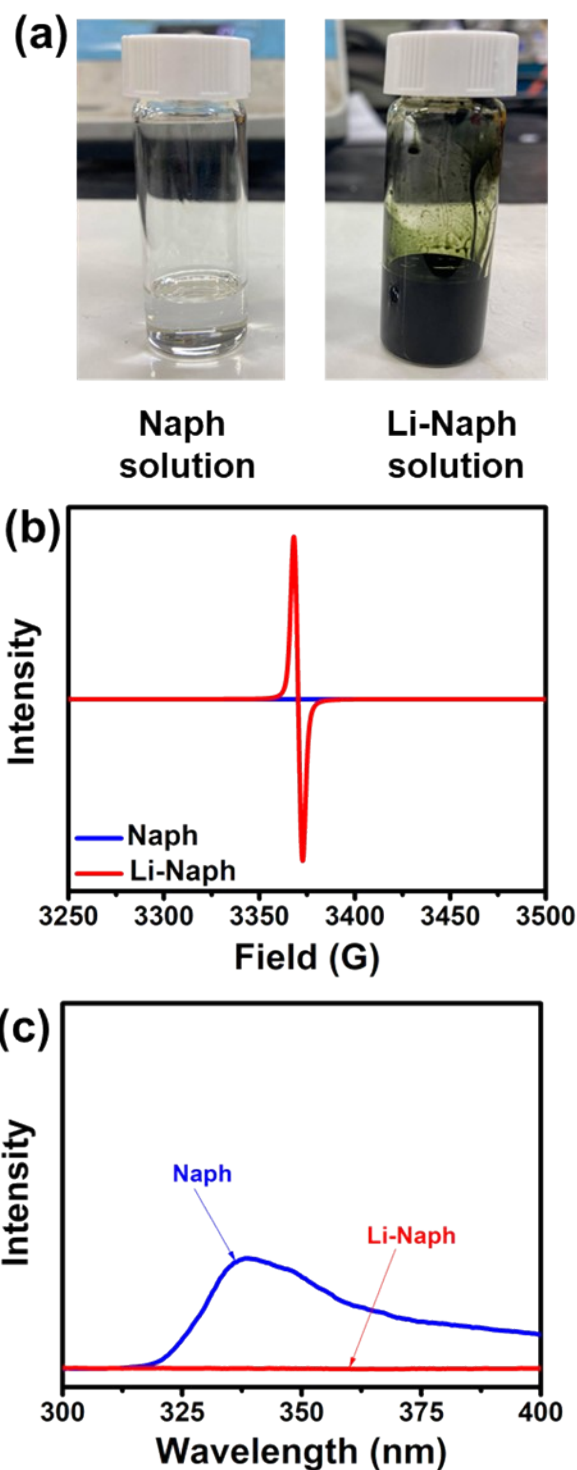 (a)
Naph
solution
Li-Naph
solution
(b)
Intensity
Naph
Li-Naph
3250 3300 3350 3400 3450 3500
Field (G)
(c)
Intensity
Naph
Li-Naph
300 325 350 375 400
Wavelength (nm)